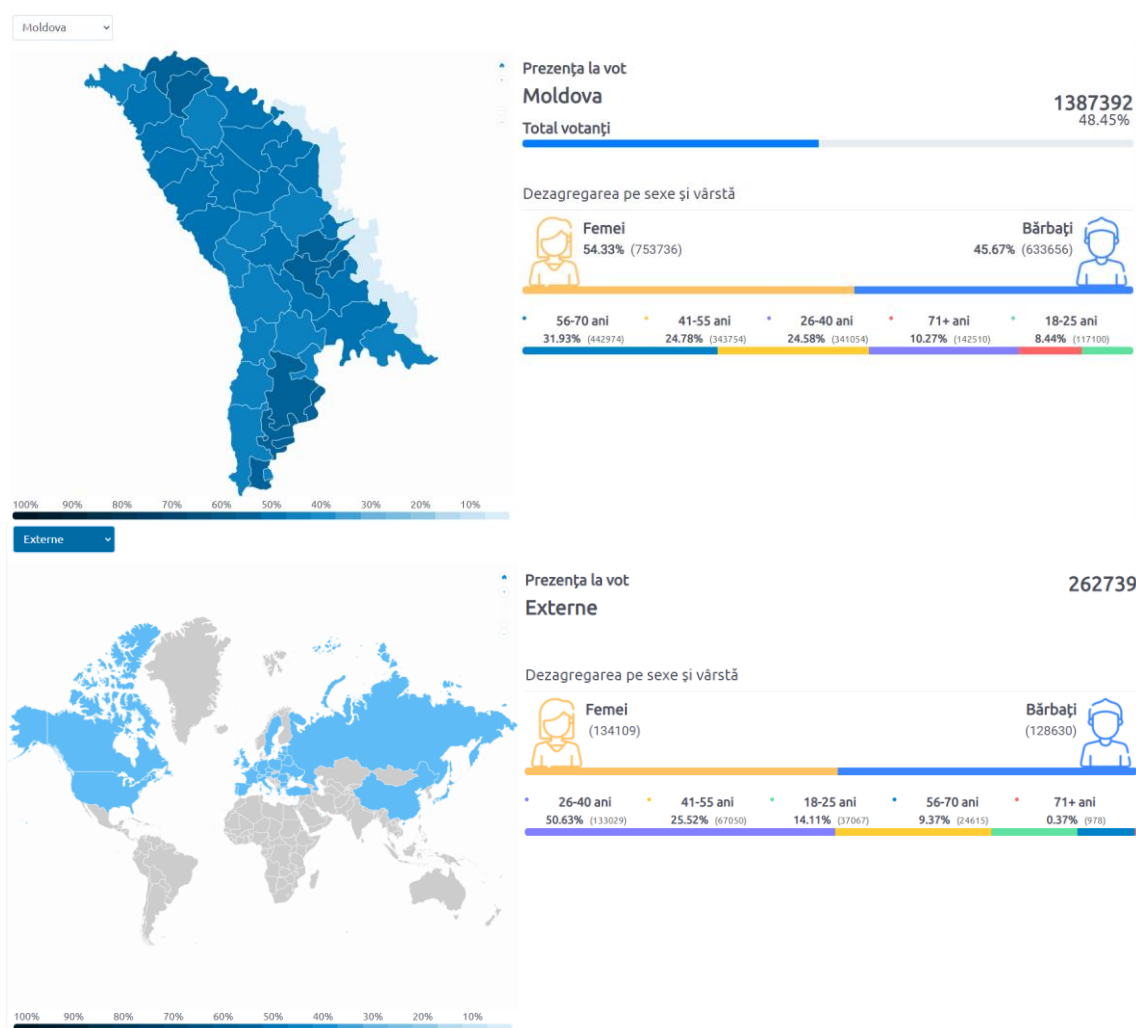 Moldova
Prezența la vot
Moldova
1387392
48.45%
Total votanți
Dezagregarea pe sexe și vârstă
Femei
54.33% (753736)
Bărbați
45.67% (633656)
56-70 ani 41-55 ani 26-40 ani 71+ ani 18-25 ani
31.93% (442974) 24.78% (343754) 24.58% (341054) 10.27% (142510) 8.44% (117100)
100% 90% 80% 70% 60% 50% 40% 30% 20% 10%
Externe
Prezența la vot
Externe
262739
Dezagregarea pe sexe și vârstă
Femei
(134109)
Bărbați
(128630)
26-40 ani 41-55 ani 18-25 ani 56-70 ani 71+ ani
50.63% (133029) 25.52% (67050) 14.11% (37067) 9.37% (24615) 0.37% (978)
100% 90% 80% 70% 60% 50% 40% 30% 20% 10%